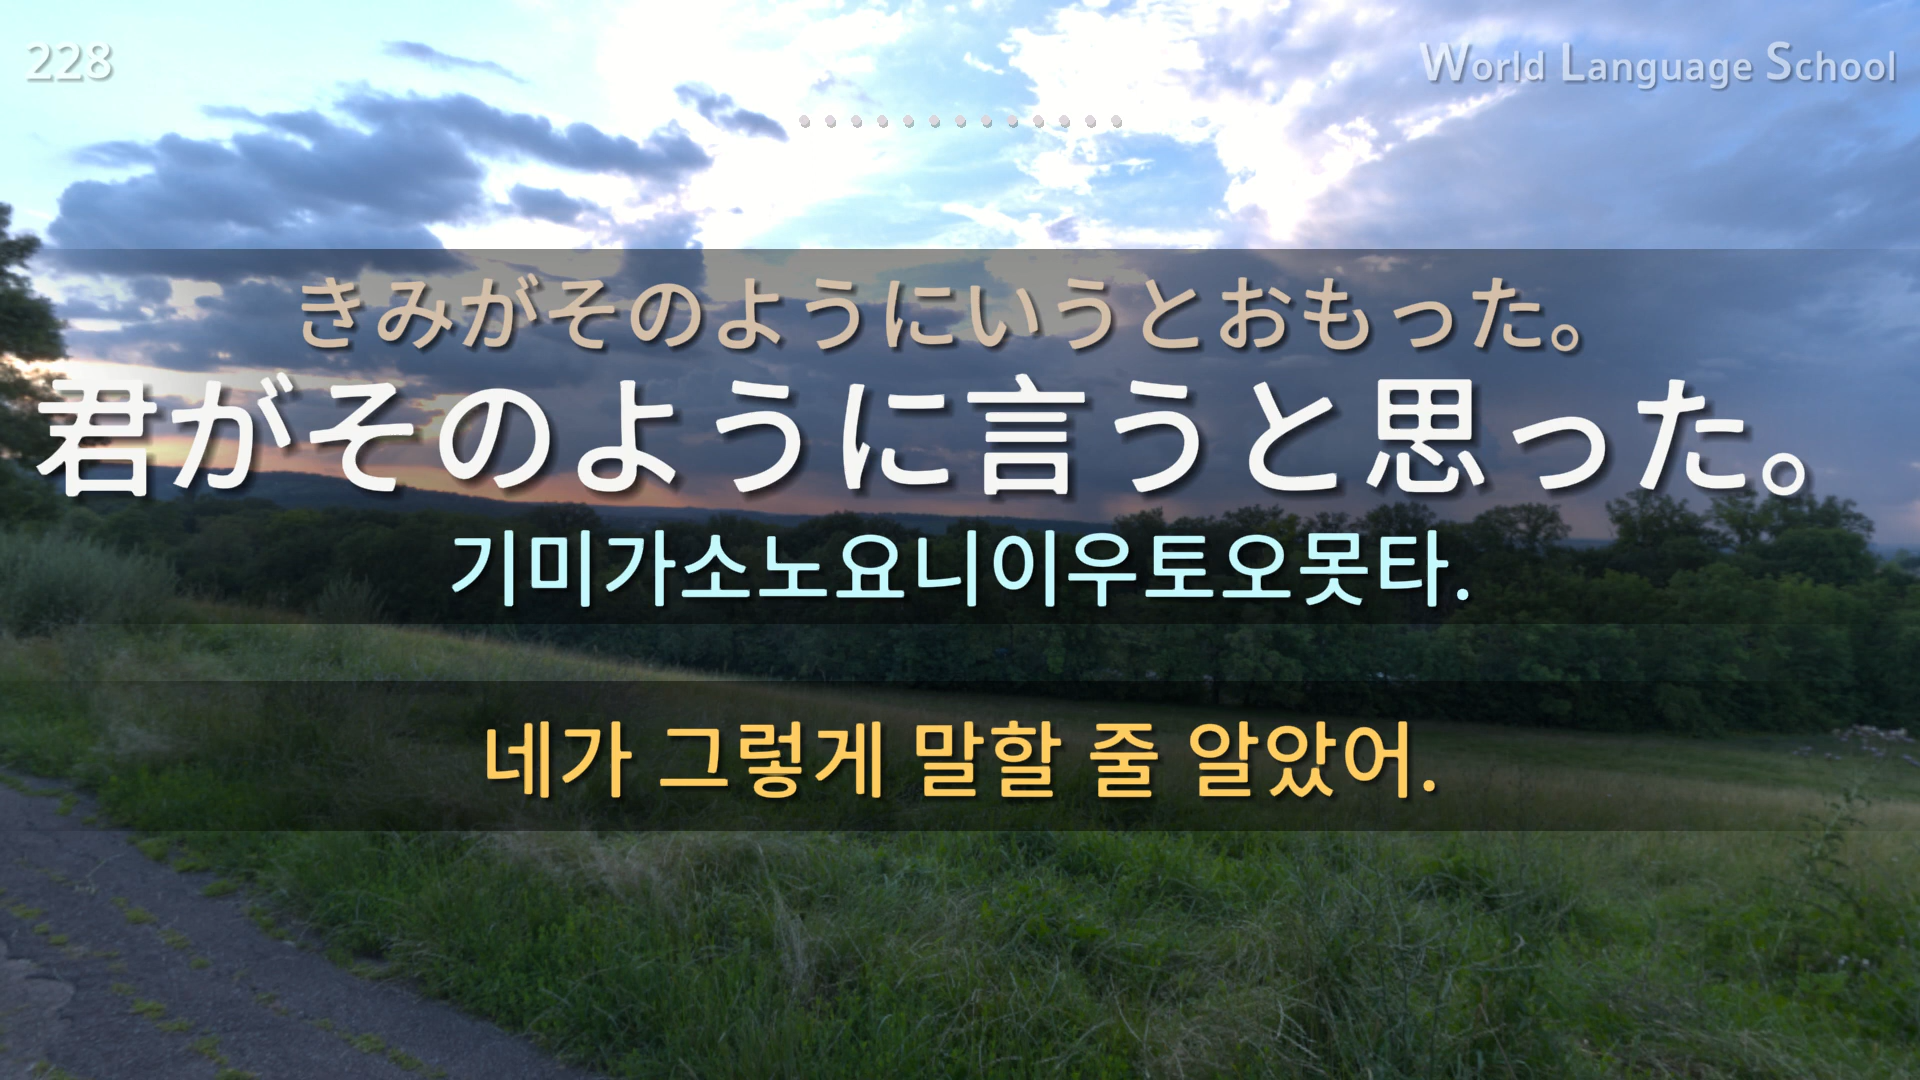 228
World Language School
きみがそのようにいうとおもった。
君がそのように言うと思った。
기미가소노요니이우토오못타.
네가 그렇게 말할 줄 알았어.